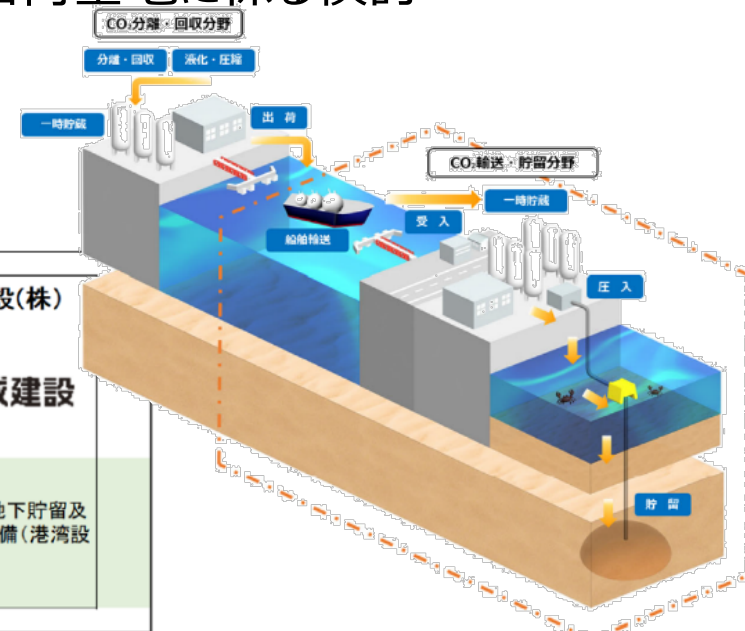 CO₂分離・回収分野
分離・回収
液化・圧縮
一時貯蔵
出 荷
CO₂輸送・貯留分野
一時貯蔵
受 入
船舶輸送
圧 入
設(株)
建設
地下貯留及
備(港湾設
貯 留